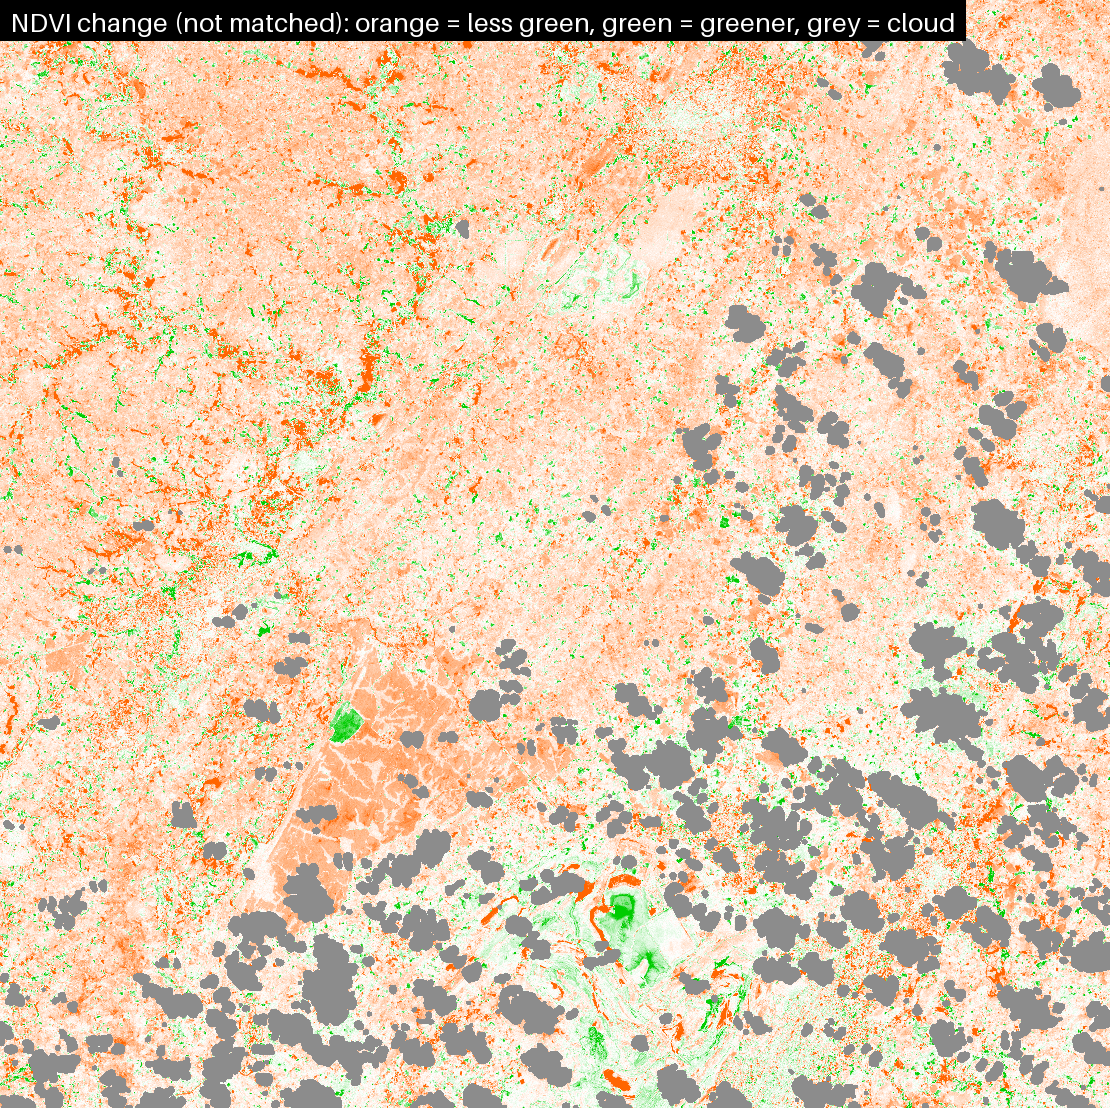 NDVI change (not matched): orange = less green, green = greener, grey = cloud